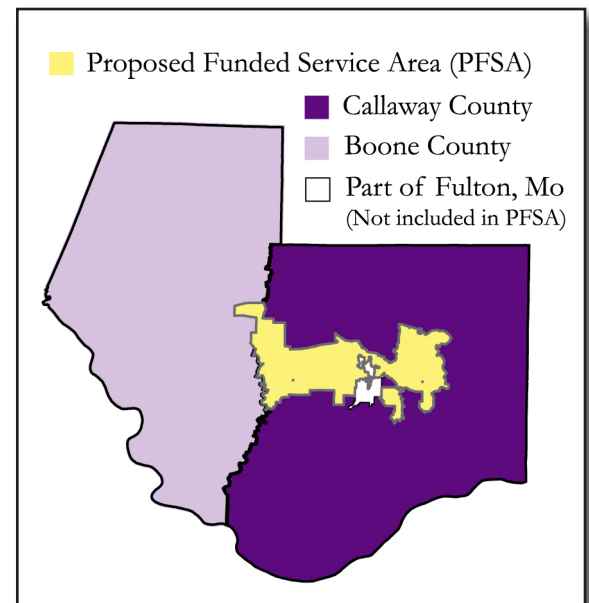 Proposed Funded Service Area (PFSA)
Callaway County
Boone County
Part of Fulton, Mo
(Not included in PFSA)